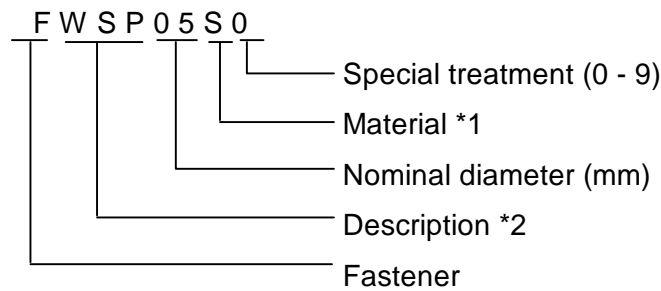 F W S P 0 5 S 0
Special treatment (0 - 9)
Material *1
Nominal diameter (mm)
Description *2
Fastener